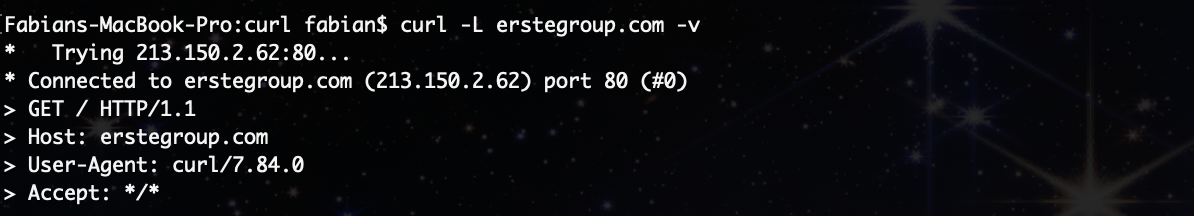 Fabians-MacBook-Pro:curl fabian$ curl -L erstegroup.com -v
*   Trying 213.150.2.62:80...
* Connected to erstegroup.com (213.150.2.62) port 80 (#0)
> GET / HTTP/1.1
> Host: erstegroup.com
> User-Agent: curl/7.84.0
> Accept: */*